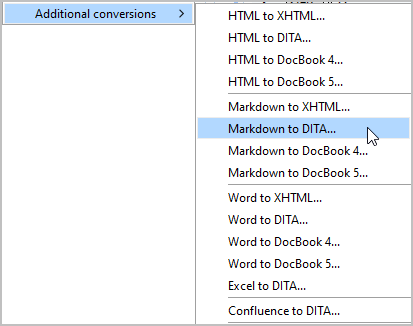 Additional conversions
HTML to XHTML...
HTML to DITA...
HTML to DocBook 4...
HTML to DocBook 5...
Markdown to XHTML...
Markdown to DITA...
Markdown to DocBook 4...
Markdown to DocBook 5...
Word to XHTML...
Word to DITA...
Word to DocBook 4...
Word to DocBook 5...
Excel to DITA...
Confluence to DITA...